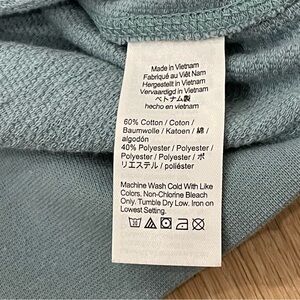 Made in Vietnam
Fabriqué au Viêt Nam
Hergestellt in Vietnam
Vervaardigd in Vietnam
ベトナム製
hecho en vietnam
60% Cotton / Coton /
Baumwolle / Katoen / 綿 /
algodón
40% Polyester / Polyester /
Polyester / Polyester / ポ
リエステル / poliéster
Machine Wash Cold With Like
Colors, Non-Chlorine Bleach
Only. Tumble Dry Low. Iron on
Lowest Setting.